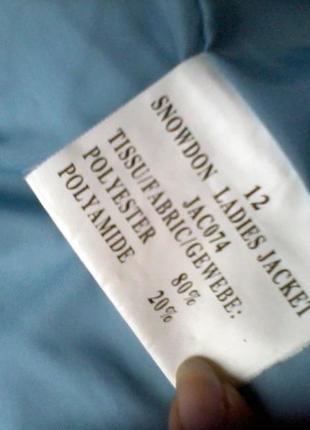 12
SNOWDON LADIES JACKET
JAC074
TISSU/FABRIC/GEWEBE:
POLYESTER 80%
POLYAMIDE 20%